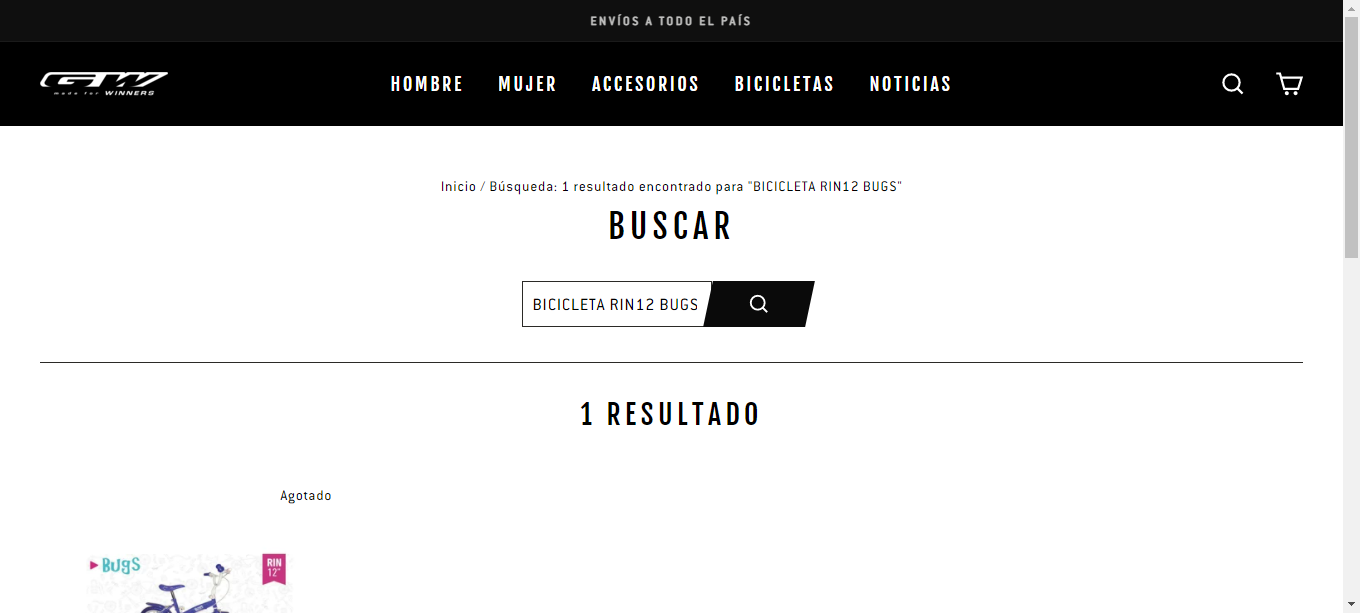 ENVÍOS A TODO EL PAÍS
GW
made for WINNERS
HOMBRE MUJER ACCESORIOS BICICLETAS NOTICIAS
Inicio / Búsqueda: 1 resultado encontrado para "BICICLETA RIN12 BUGS"
BUSCAR
BICICLETA RIN12 BUGS
1 RESULTADO
Agotado
BUGS
RIN
12"